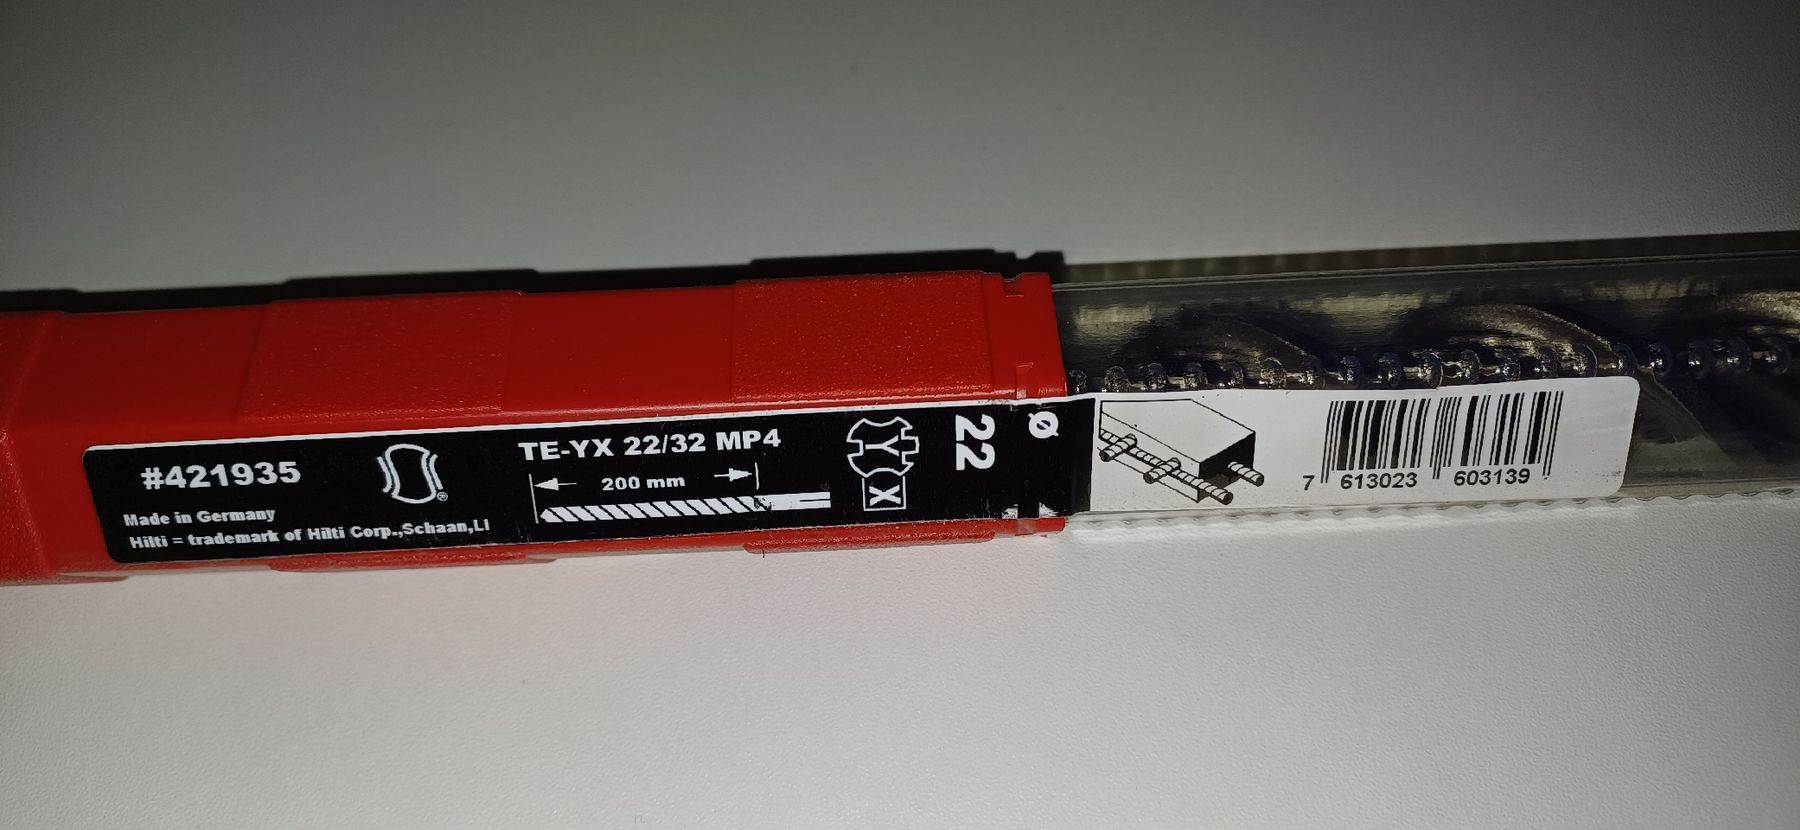 #421935
Made in Germany
Hilti = trademark of Hilti Corp.,Schaan,LI
®
TE-YX 22/32 MP4
200 mm
Y
X
Ø 22
7 613023 603139